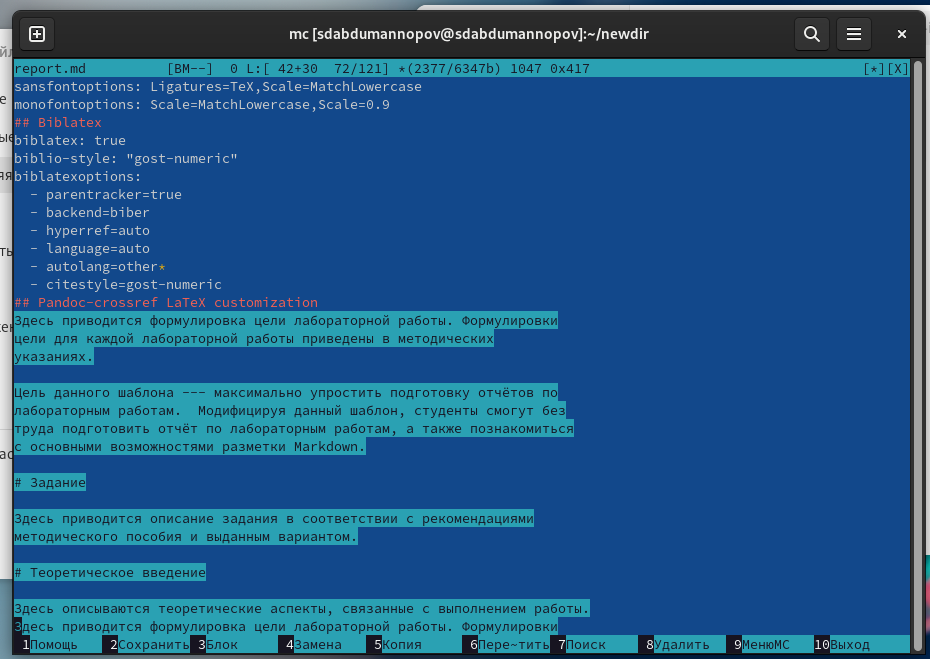 mc [sdabdumannopov@sdabdumannopov]:~/newdir
report.md          [BM--]  0 L:[ 42+30  72/121] *(2377/6347b) 1047 0x417                                  [*][X]
sansfontoptions: Ligatures=TeX,Scale=MatchLowercase
monofontoptions: Scale=MatchLowercase,Scale=0.9
## Biblatex
biblatex: true
biblio-style: "gost-numeric"
biblatexoptions:
  - parentracker=true
  - backend=biber
  - hyperref=auto
  - language=auto
  - autolang=other*
  - citestyle=gost-numeric
## Pandoc-crossref LaTeX customization
Здесь приводится формулировка цели лабораторной работы. Формулировки
цели для каждой лабораторной работы приведены в методических
указаниях.

Цель данного шаблона --- максимально упростить подготовку отчётов по
лабораторным работам.  Модифицируя данный шаблон, студенты смогут без
труда подготовить отчёт по лабораторным работам, а также познакомиться
с основными возможностями разметки Markdown.

# Задание

Здесь приводится описание задания в соответствии с рекомендациями
методического пособия и выданным вариантом.

# Теоретическое введение

Здесь описываются теоретические аспекты, связанные с выполнением работы.
Здесь приводится формулировка цели лабораторной работы. Формулировки
1Помощь 2Сохранить 3Блок 4Замена 5Копия 6Пере~тить 7Поиск 8Удалить 9МенюMC 10Выход